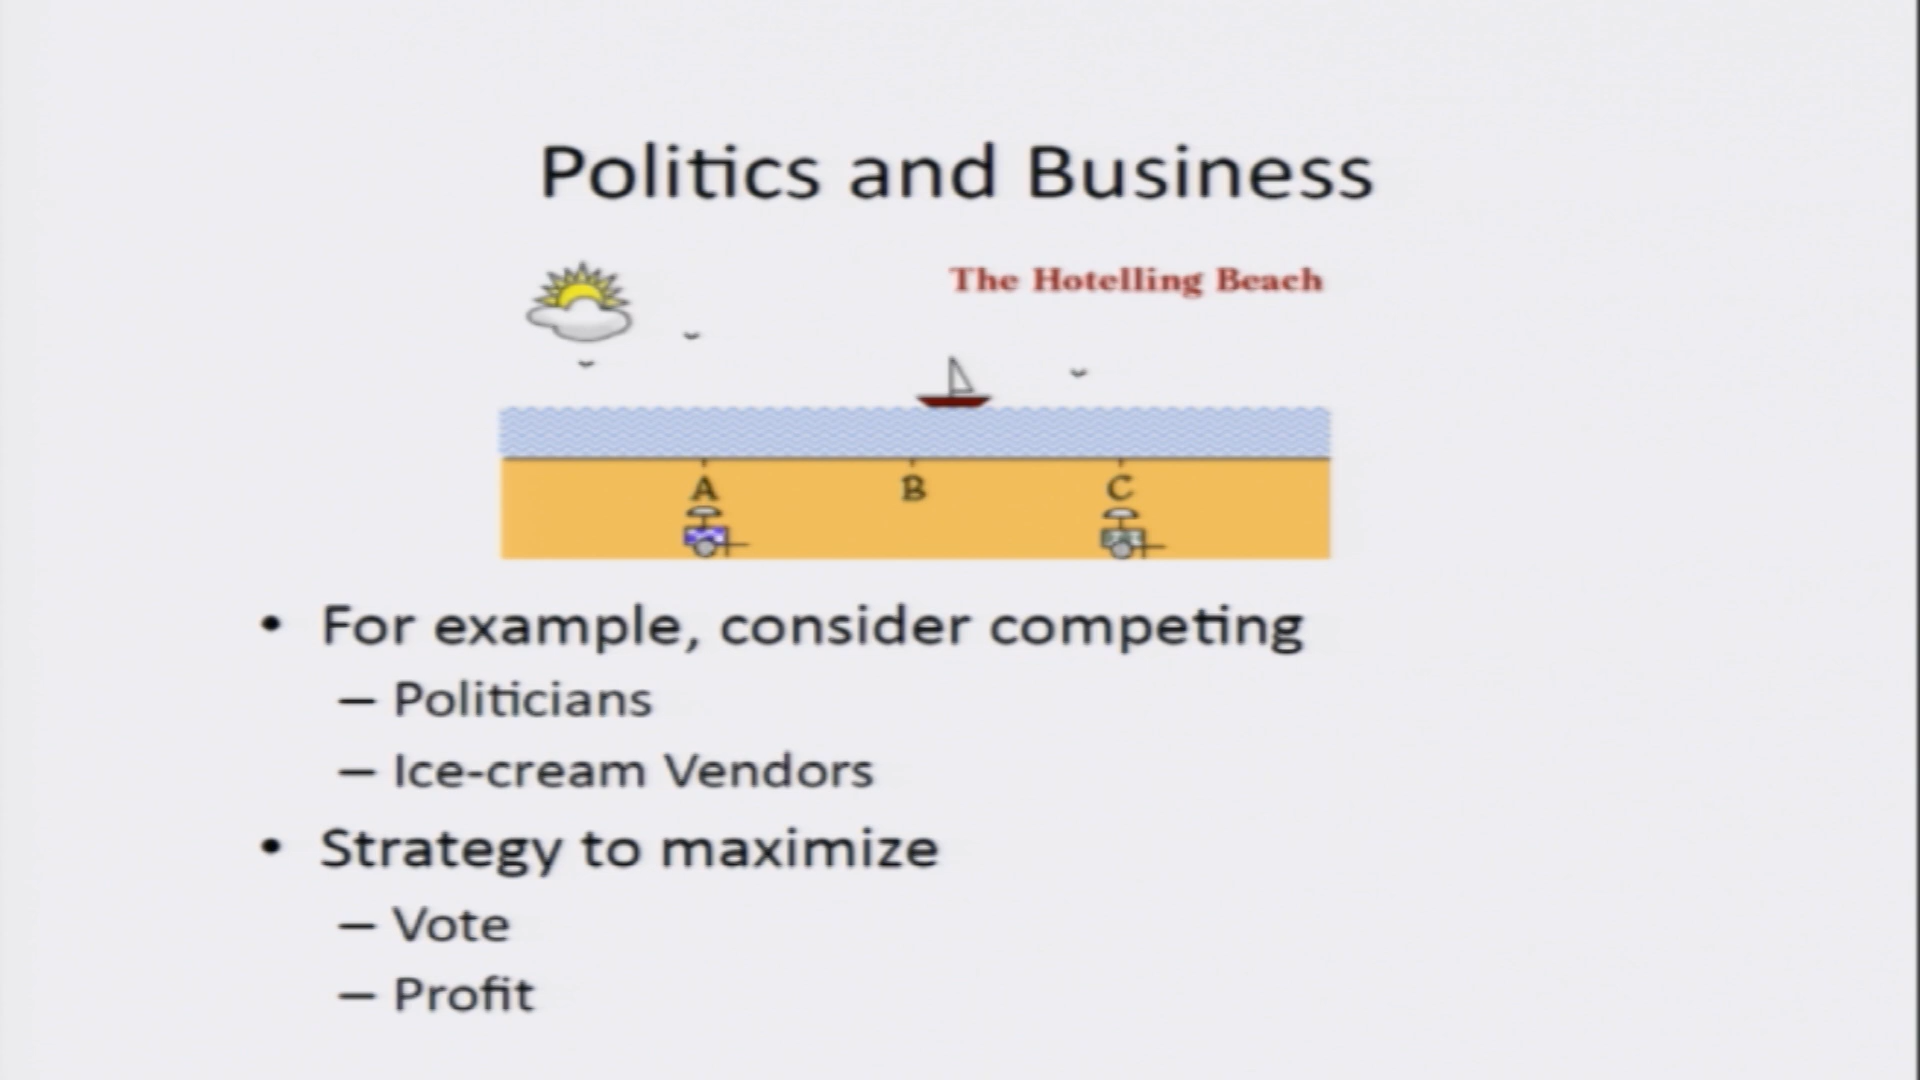 Politics and Business
The Hotelling Beach
A B C
• For example, consider competing
– Politicians
– Ice-cream Vendors
• Strategy to maximize
– Vote
– Profit